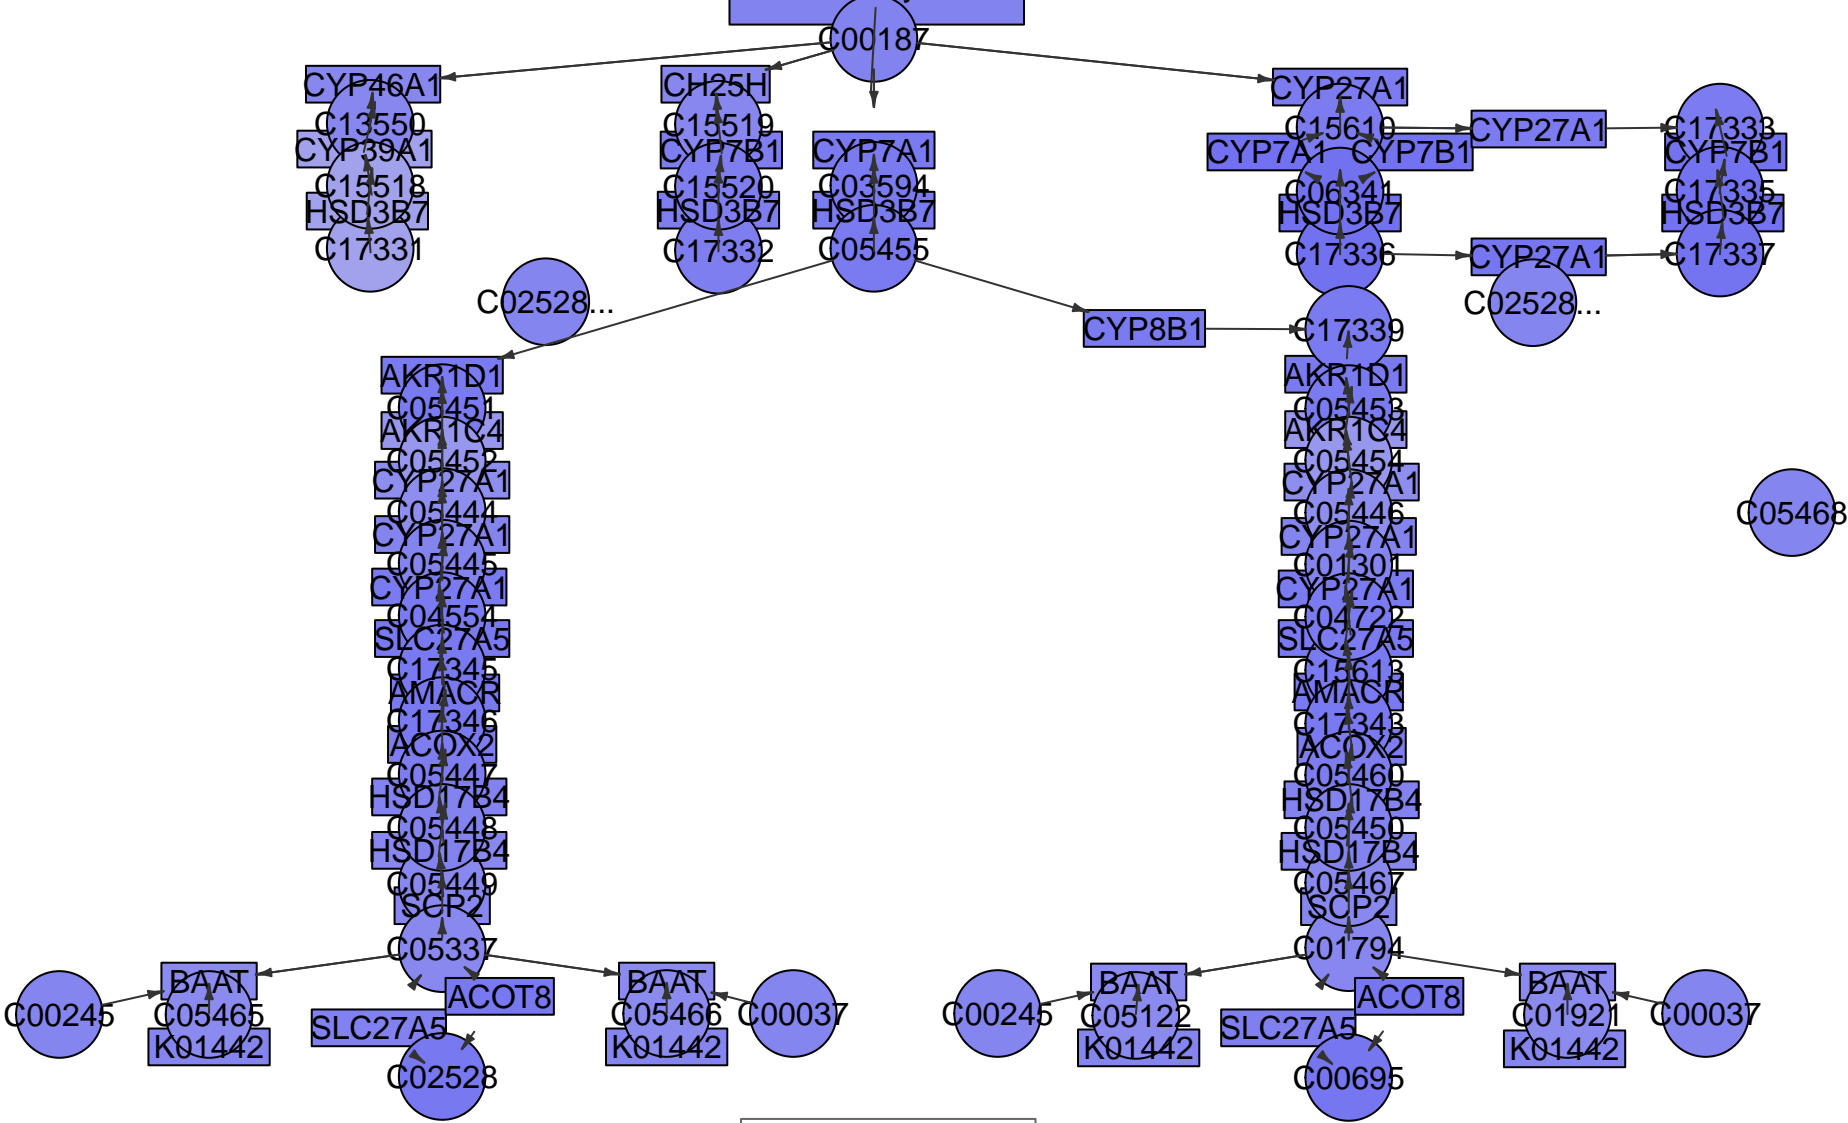 C00187
CYP46A1
CH25H
CYP27A1
C13550
C15519
C15610
CYP27A1
C17333
CYP39A1
CYP7B1
CYP7A1
CYP7A1
CYP7B1
CYP7B1
C15518
C15520
C03594
C06341
C17335
HSD3B7
HSD3B7
HSD3B7
HSD3B7
HSD3B7
C17331
C17332
C05455
C17336
CYP27A1
C17337
C02528...
C02528...
CYP8B1
C17339
AKR1D1
AKR1D1
C05451
C05453
AKR1C4
AKR1C4
C05452
C05454
CYP27A1
CYP27A1
C05444
C05446
C05468
CYP27A1
CYP27A1
C05445
C01301
CYP27A1
CYP27A1
C04554
C04722
SLC27A5
SLC27A5
C17345
C15613
AMACR
AMACR
C17346
C17343
ACOX2
ACOX2
C05447
C05460
HSD17B4
HSD17B4
C05448
C05450
HSD17B4
HSD17B4
C05449
C05467
SCP2
SCP2
C05337
C01794
BAAT
BAAT
BAAT
BAAT
ACOT8
ACOT8
C00245
C05465
C05466
C00037
C00245
C05122
C01921
C00037
SLC27A5
SLC27A5
K01442
K01442
K01442
K01442
C02528
C00695